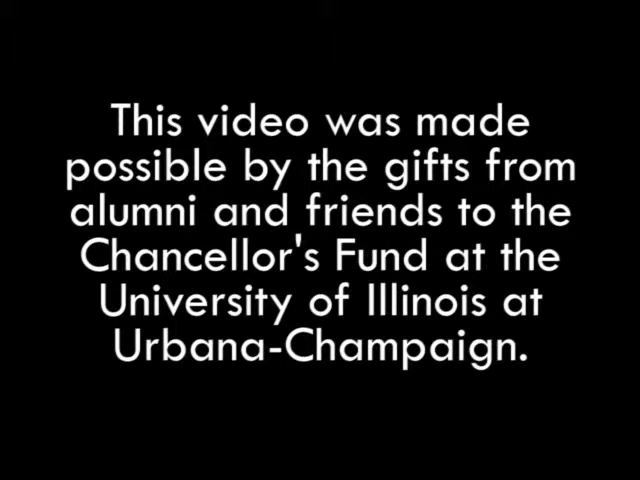 This video was made
possible by the gifts from
alumni and friends to the
Chancellor's Fund at the
University of Illinois at
Urbana-Champaign.